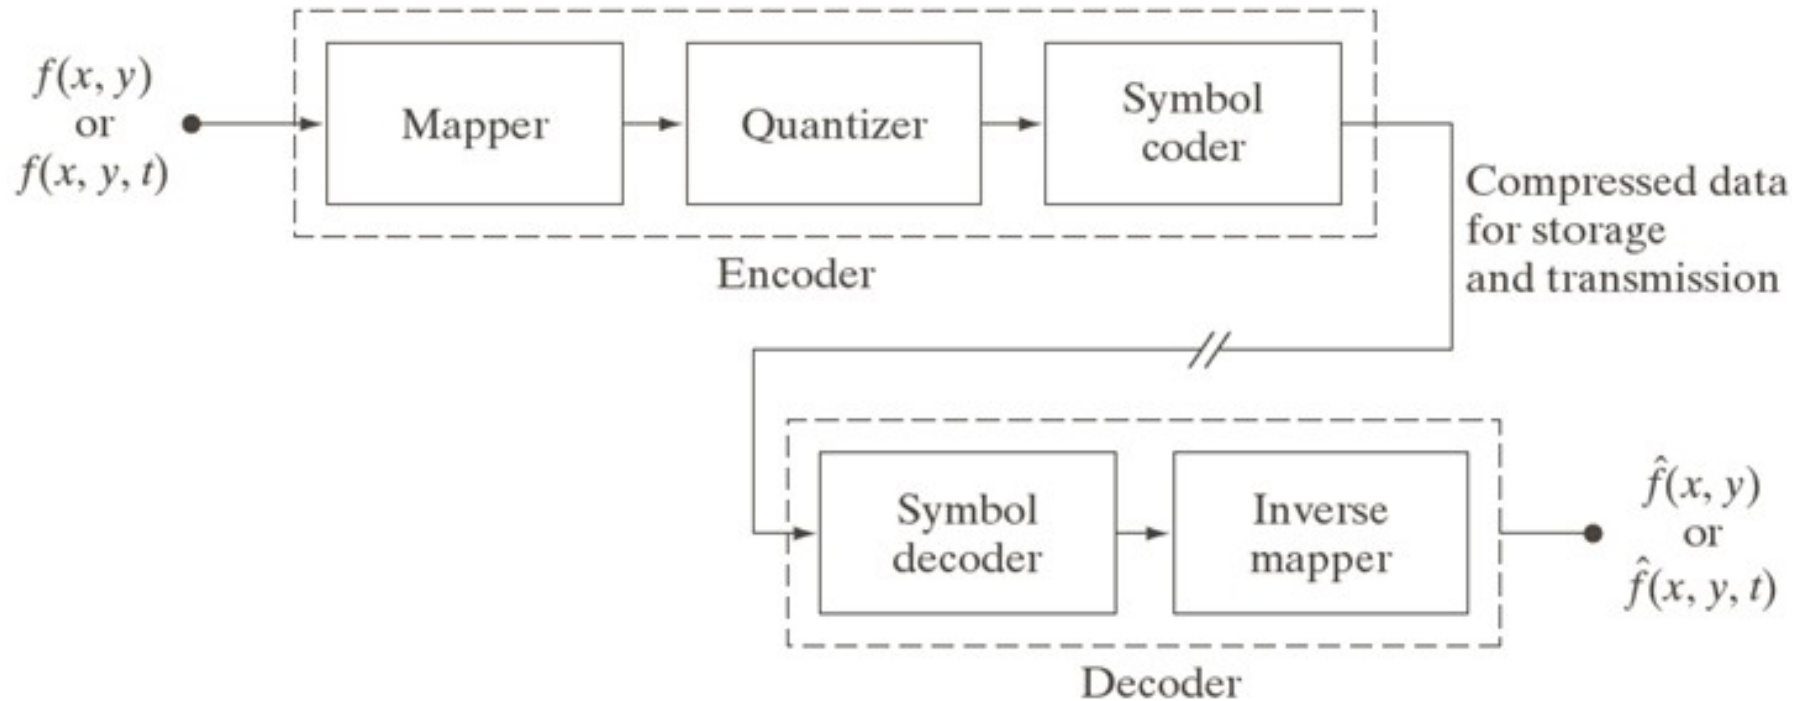 f(x, y)
or
f(x, y, t)
Mapper
Quantizer
Symbol
coder
Encoder
Compressed data
for storage
and transmission
Symbol
decoder
Inverse
mapper
Decoder
f̂(x, y)
or
f̂(x, y, t)